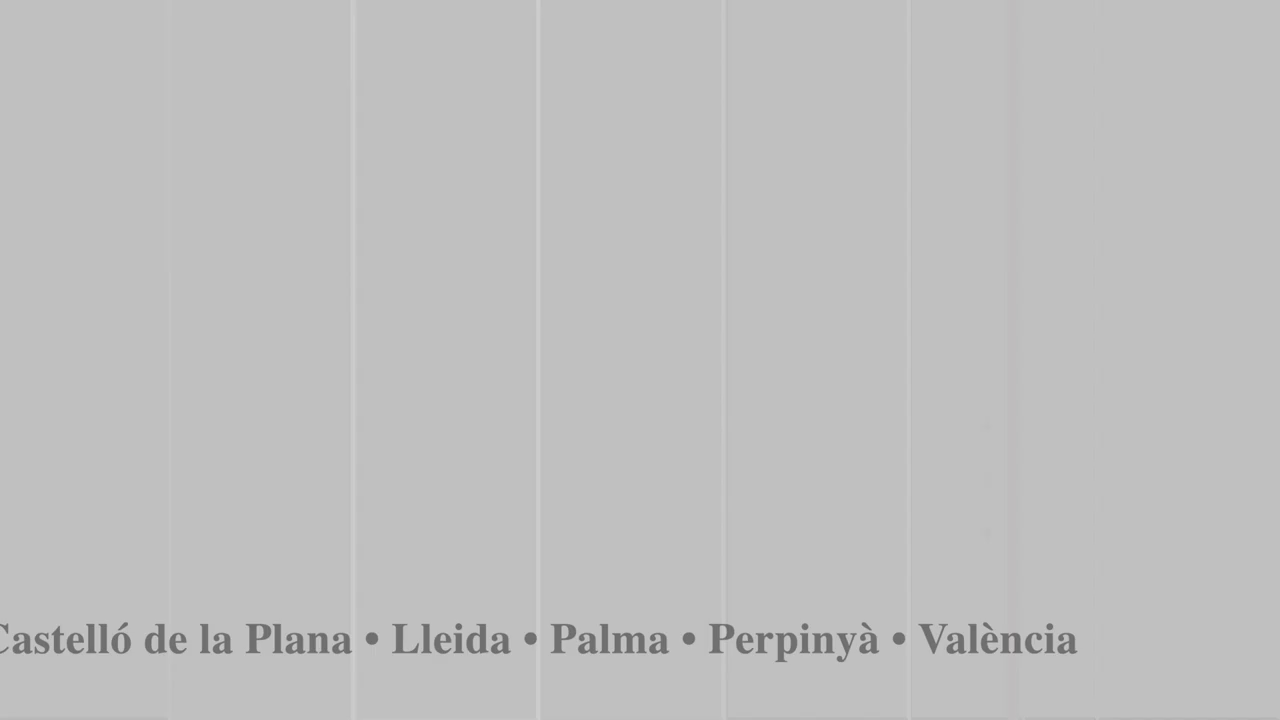 Castelló de la Plana • Lleida • Palma • Perpinyà • València